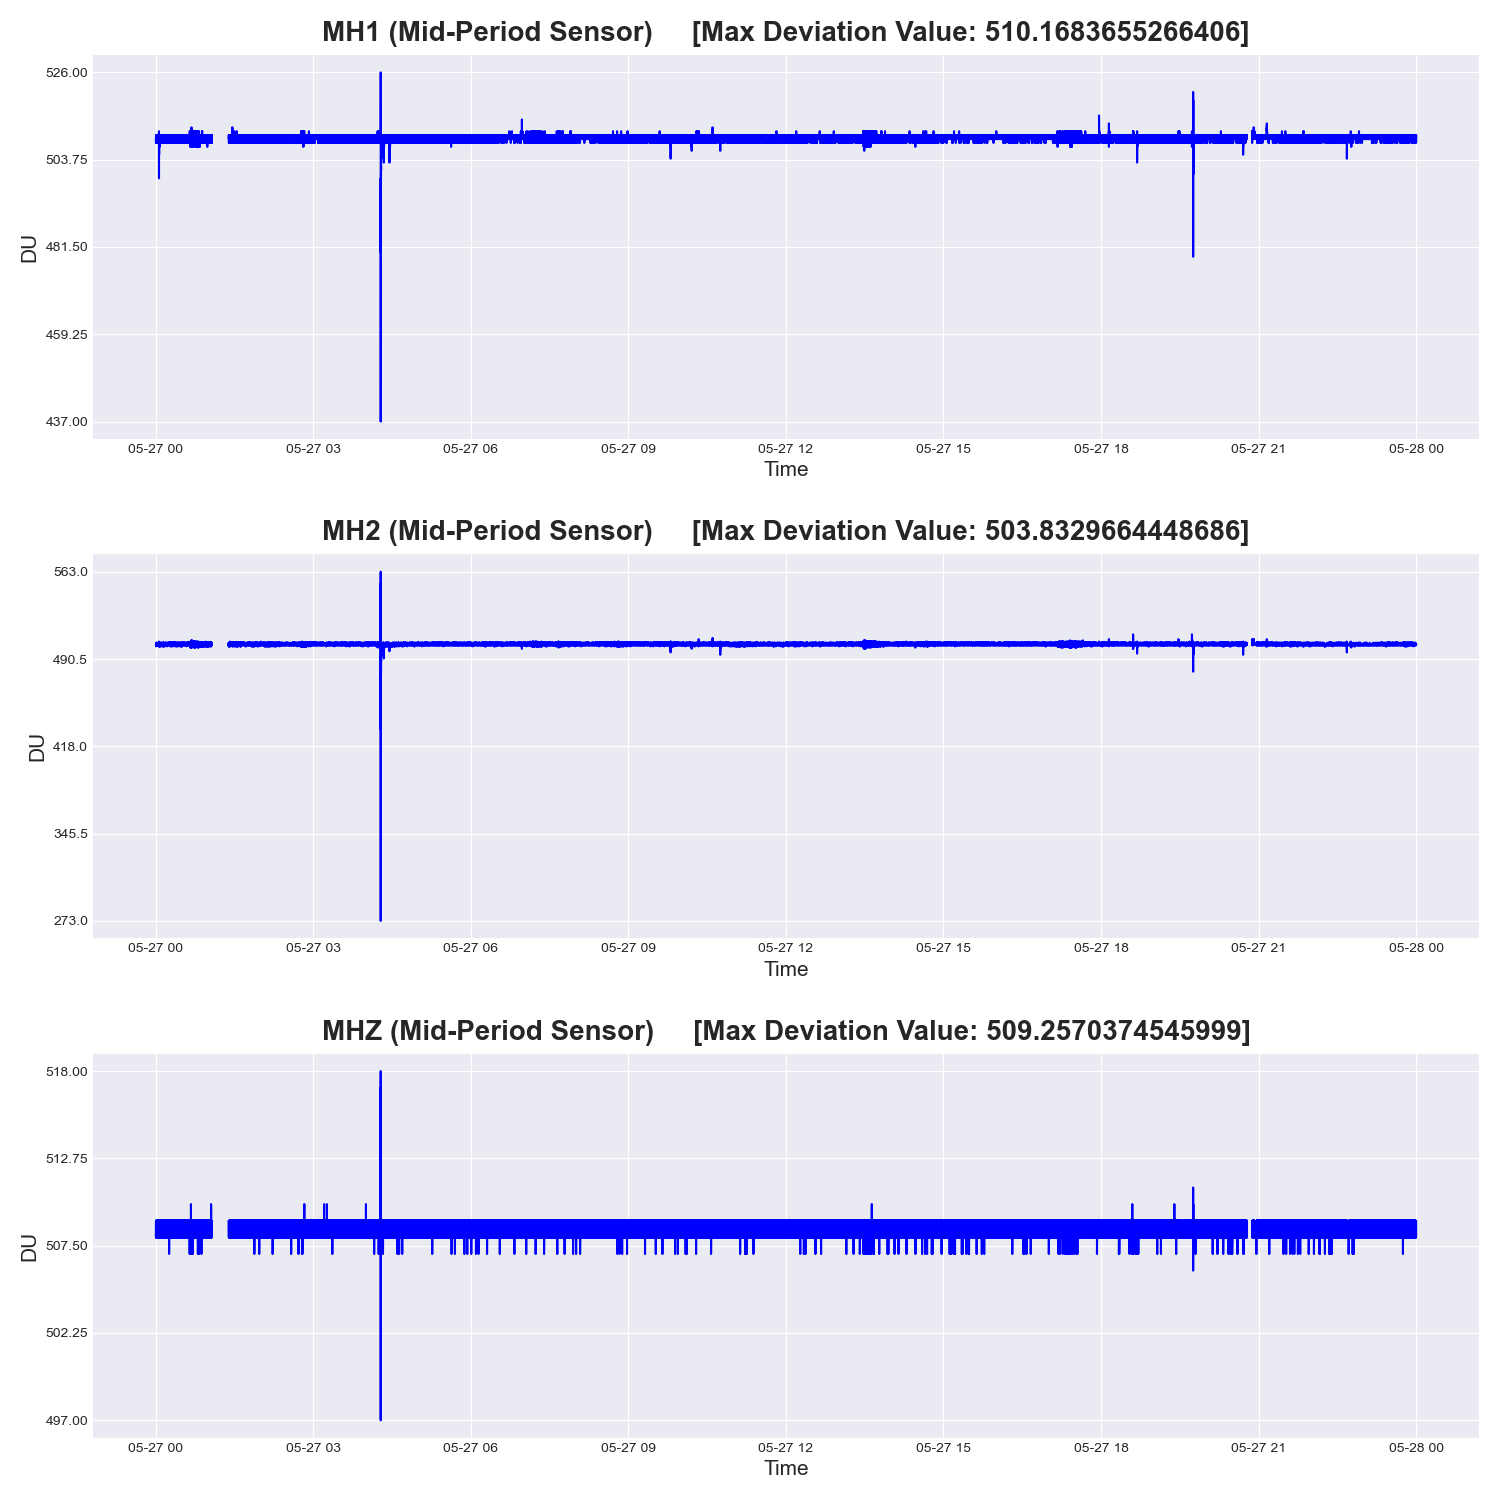 MH1 (Mid-Period Sensor) [Max Deviation Value: 510.1683655266406]
526.00
503.75
481.50
459.25
437.00
DU
05-27 00 05-27 03 05-27 06 05-27 09 05-27 12 05-27 15 05-27 18 05-27 21 05-28 00
Time
MH2 (Mid-Period Sensor) [Max Deviation Value: 503.8329664448686]
563.0
490.5
418.0
345.5
273.0
DU
05-27 00 05-27 03 05-27 06 05-27 09 05-27 12 05-27 15 05-27 18 05-27 21 05-28 00
Time
MHZ (Mid-Period Sensor) [Max Deviation Value: 509.2570374545999]
518.00
512.75
507.50
502.25
497.00
DU
05-27 00 05-27 03 05-27 06 05-27 09 05-27 12 05-27 15 05-27 18 05-27 21 05-28 00
Time